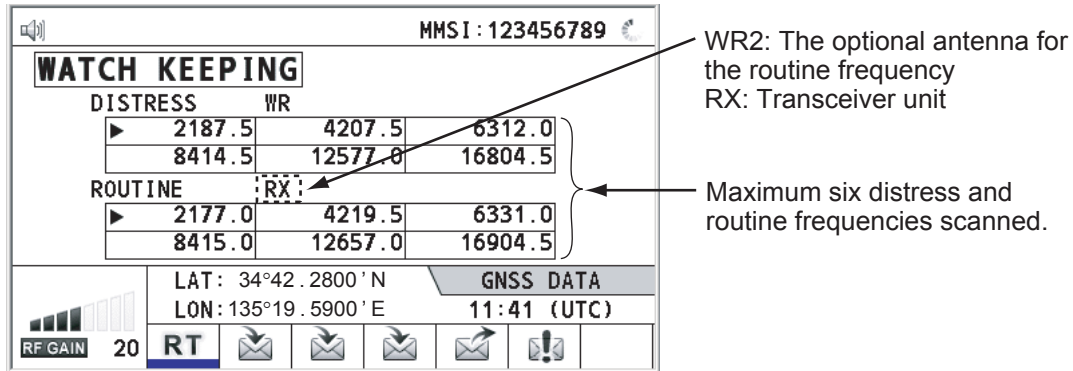 MMSI:123456789
WATCH KEEPING
DISTRESS WR
2187.5 4207.5 6312.0
8414.5 12577.0 16804.5
ROUTINE RX
2177.0 4219.5 6331.0
8415.0 12657.0 16904.5
LAT: 34°42.2800'N GNSS DATA
LON:135°19.5900'E 11:41 (UTC)
RF GAIN 20 RT
WR2: The optional antenna for
the routine frequency
RX: Transceiver unit
Maximum six distress and
routine frequencies scanned.